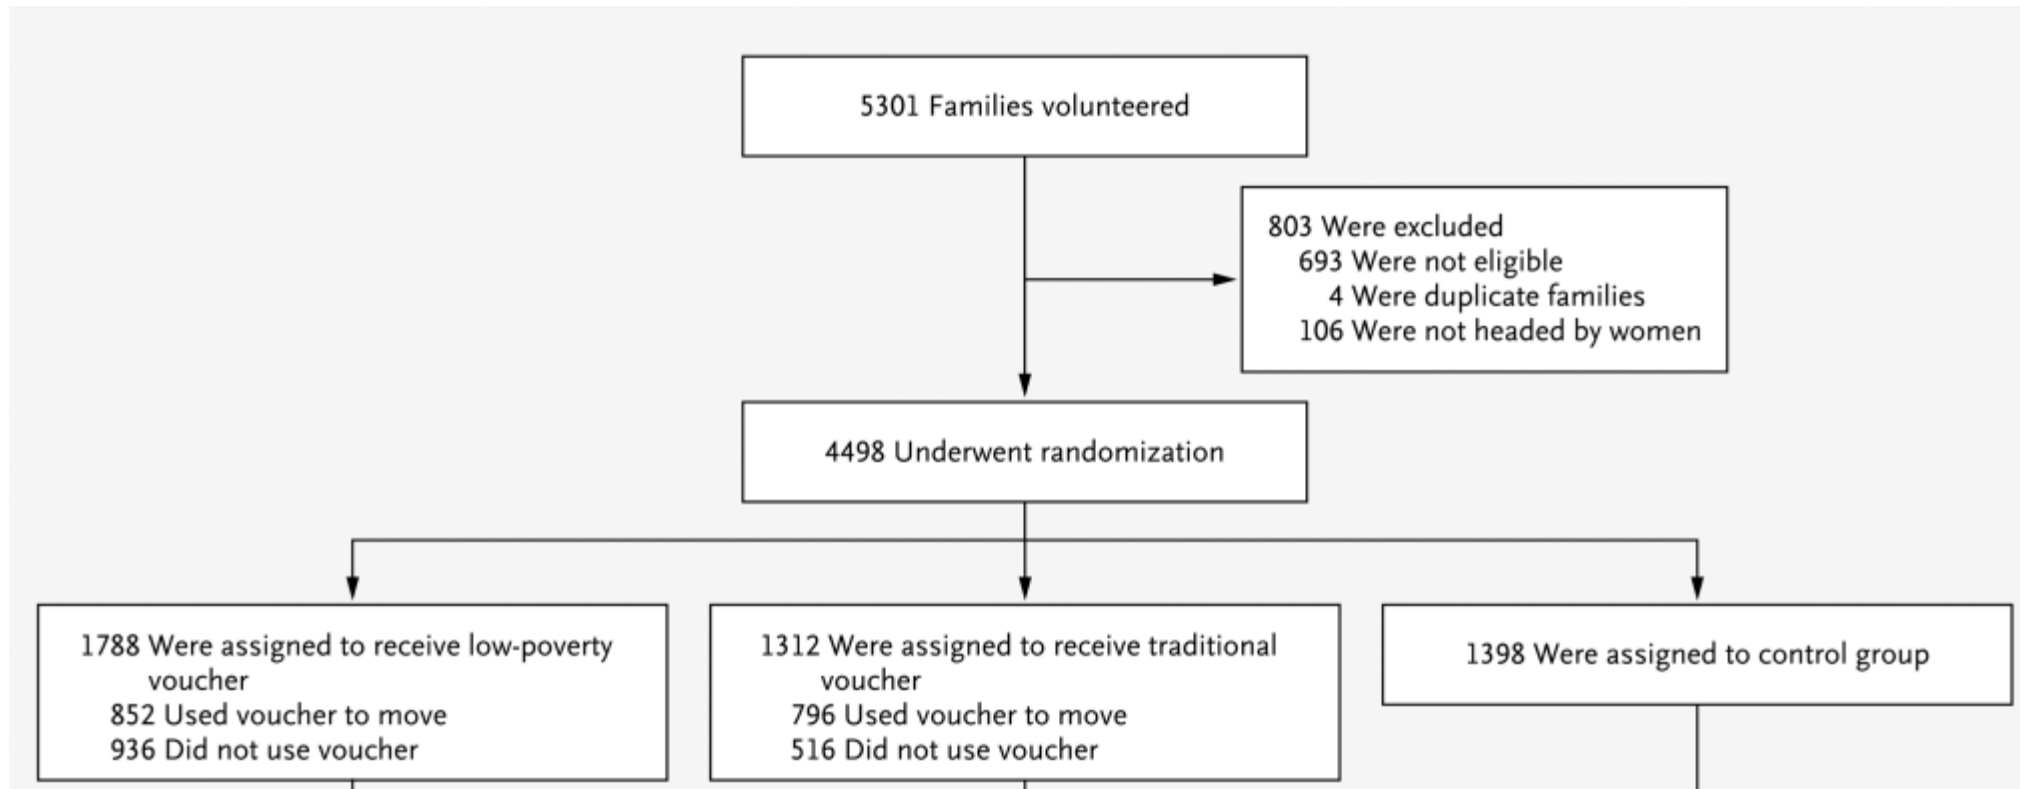 5301 Families volunteered
803 Were excluded
693 Were not eligible
4 Were duplicate families
106 Were not headed by women
4498 Underwent randomization
1788 Were assigned to receive low-poverty
voucher
852 Used voucher to move
936 Did not use voucher
1312 Were assigned to receive traditional
voucher
796 Used voucher to move
516 Did not use voucher
1398 Were assigned to control group